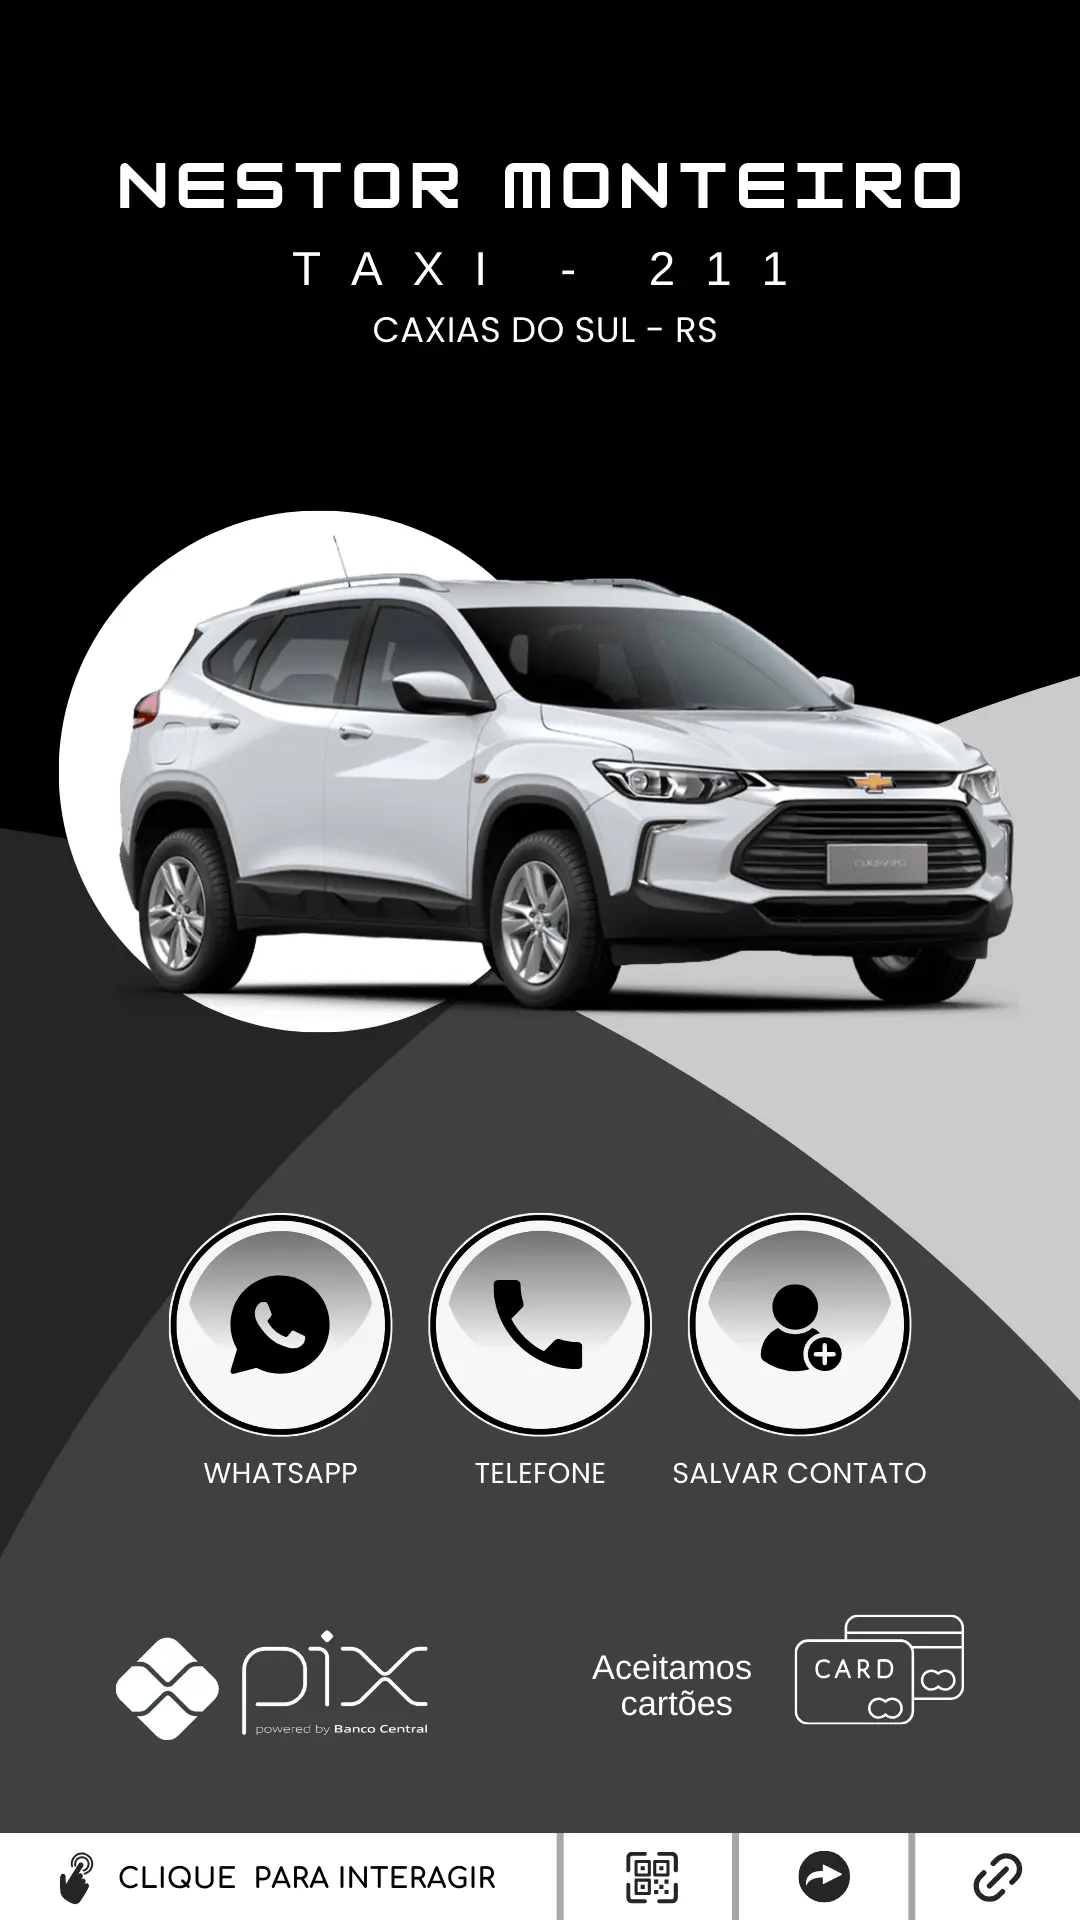 NESTOR MONTEIRO
TAXI - 211
CAXIAS DO SUL - RS
WHATSAPP
TELEFONE
SALVAR CONTATO
pix
powered by Banco Central
Aceitamos
cartões
CARD
CLIQUE PARA INTERAGIR